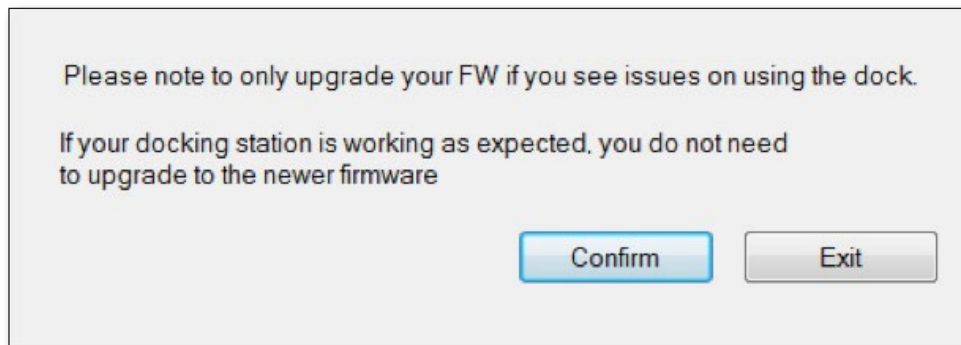 Please note to only upgrade your FW if you see issues on using the dock.
If your docking station is working as expected, you do not need
to upgrade to the newer firmware
Confirm
Exit